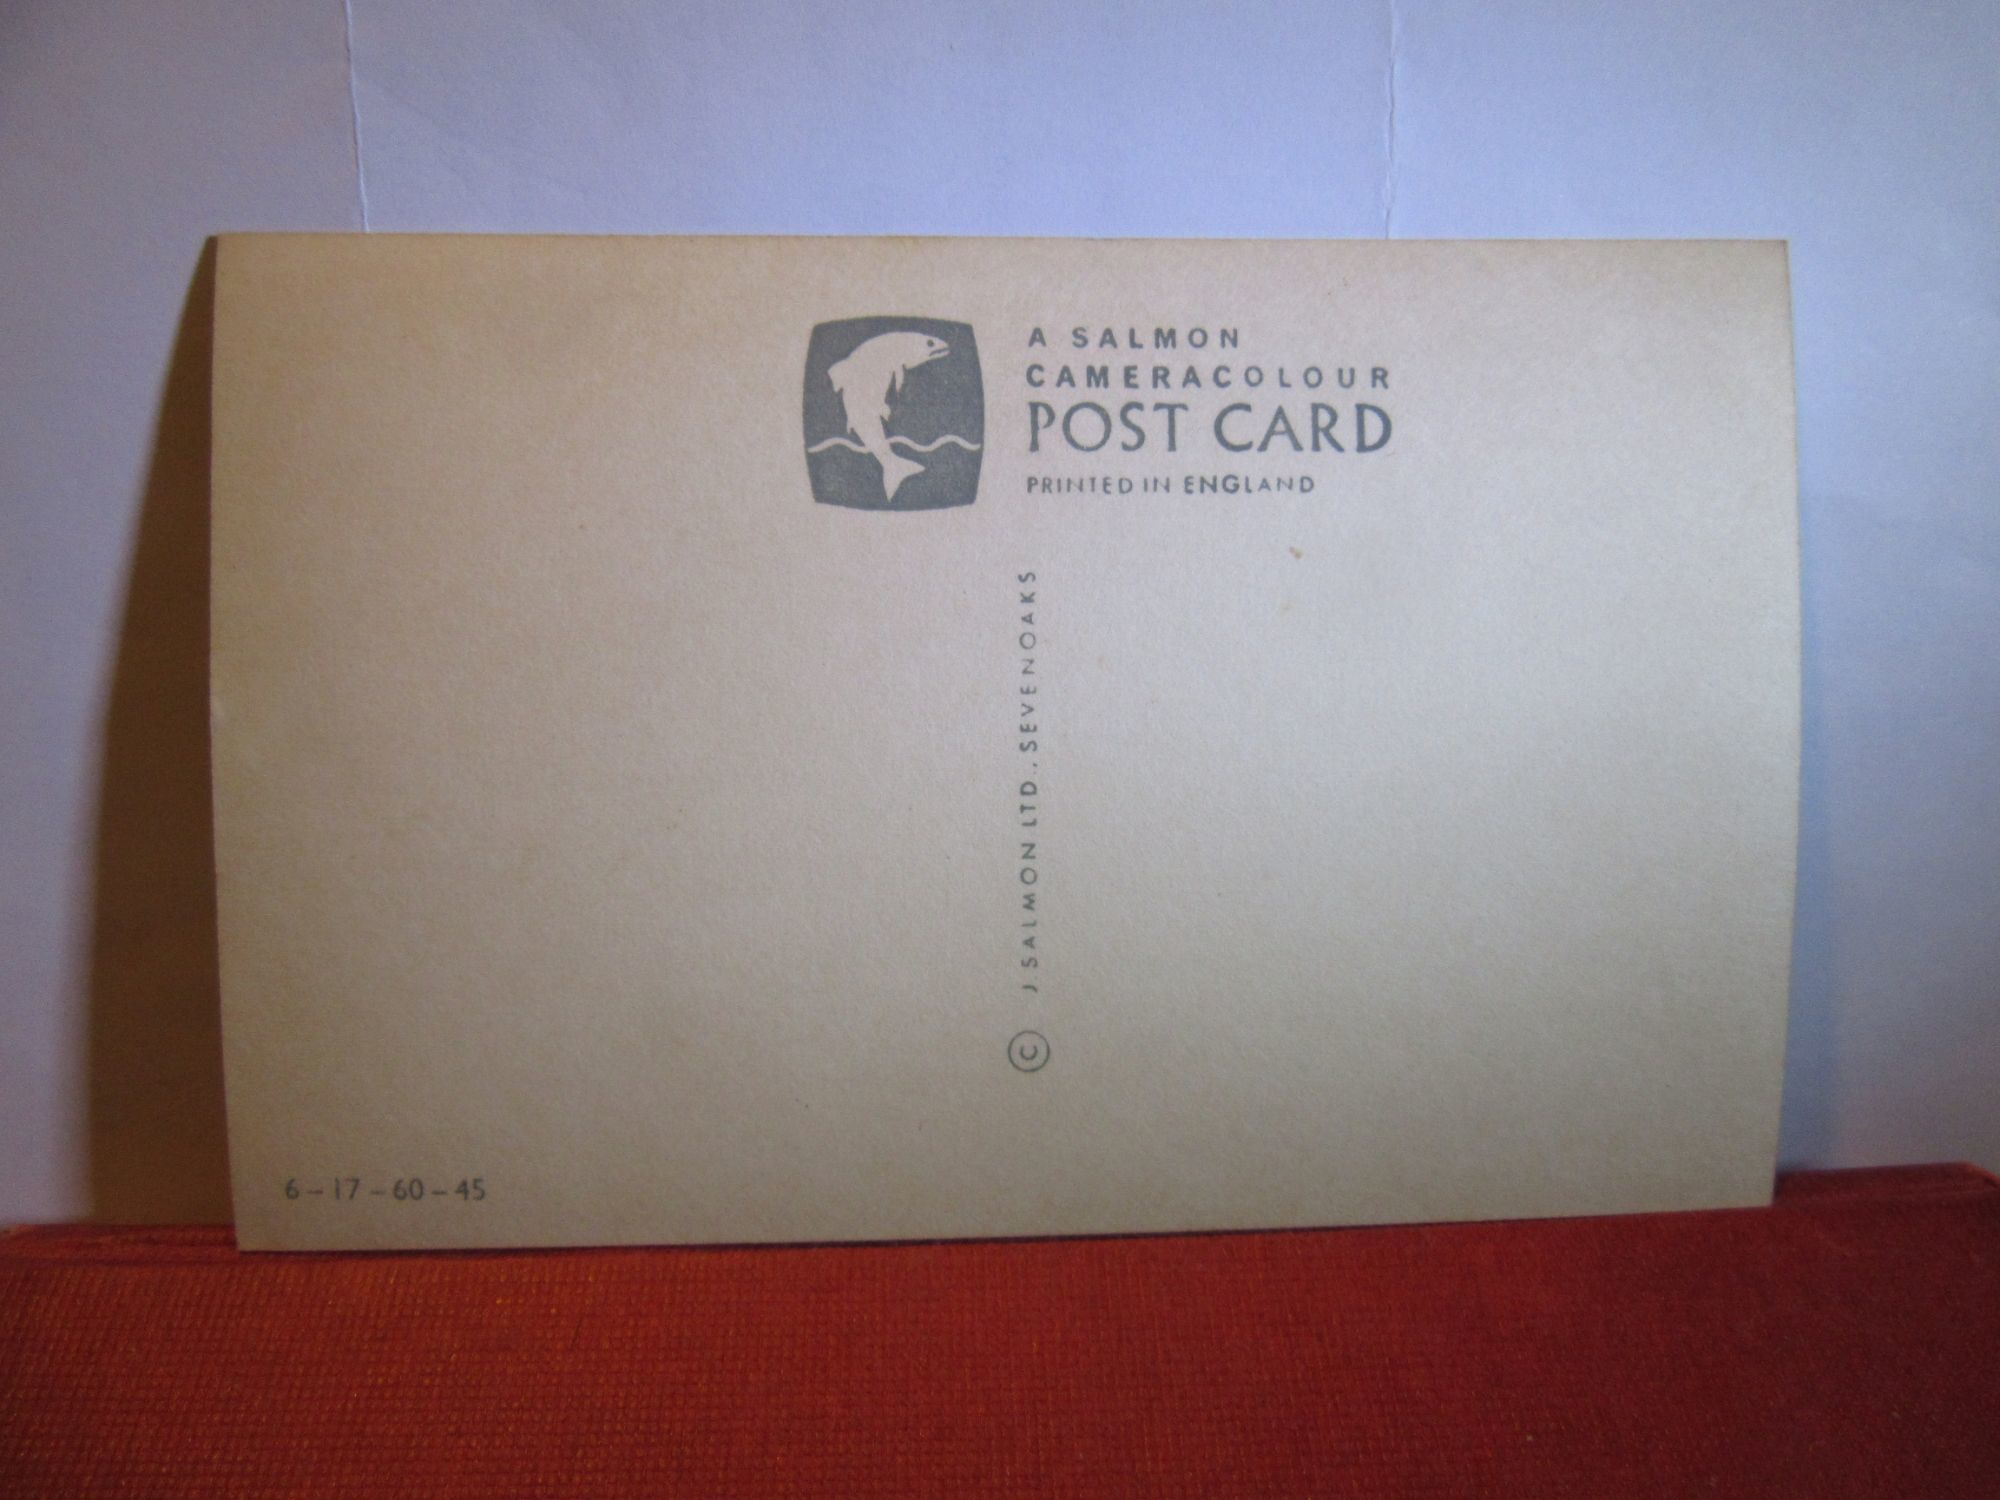 A SALMON
CAMERACOLOUR
POST CARD
PRINTED IN ENGLAND
© J. SALMON LTD., SEVENOAKS
6-17-60-45